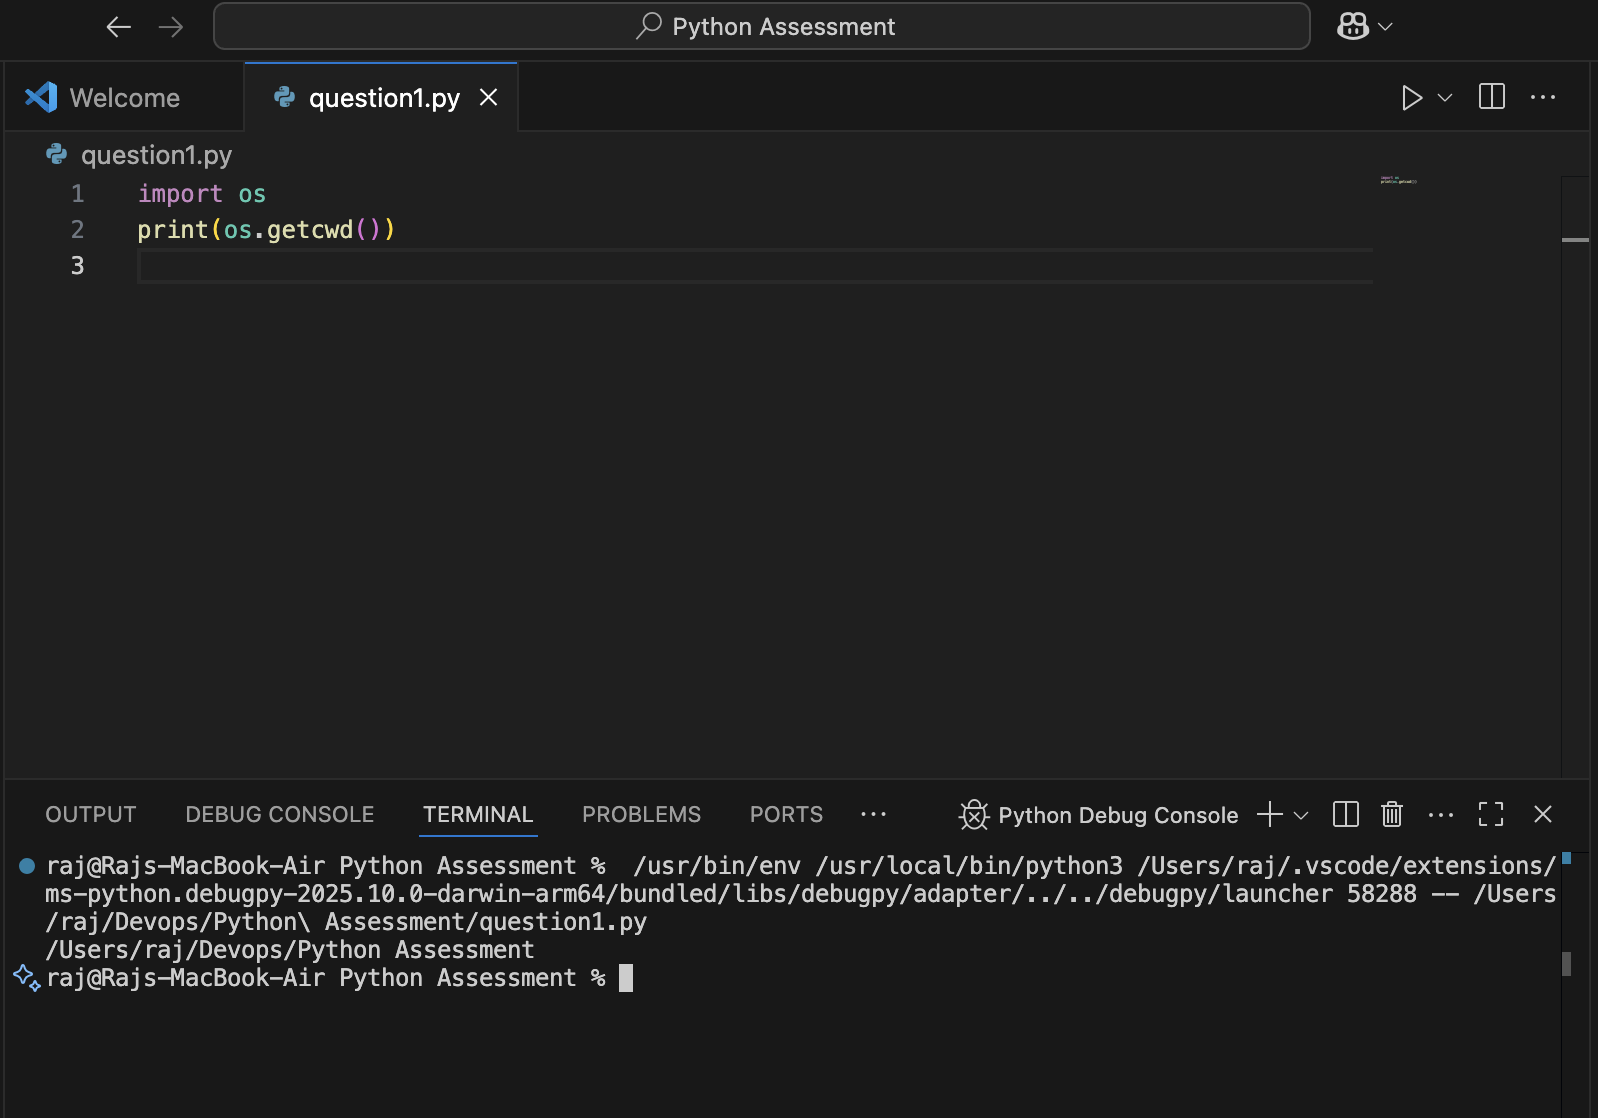 Python Assessment
Welcome
question1.py
question1.py
1 import os
2 print(os.getcwd())
3
OUTPUT DEBUG CONSOLE TERMINAL PROBLEMS PORTS ··· Python Debug Console
raj@Rajs-MacBook-Air Python Assessment %  /usr/bin/env /usr/local/bin/python3 /Users/raj/.vscode/extensions/
ms-python.debugpy-2025.10.0-darwin-arm64/bundled/libs/debugpy/adapter/../../debugpy/launcher 58288 -- /Users
/raj/Devops/Python\ Assessment/question1.py
/Users/raj/Devops/Python Assessment
raj@Rajs-MacBook-Air Python Assessment %